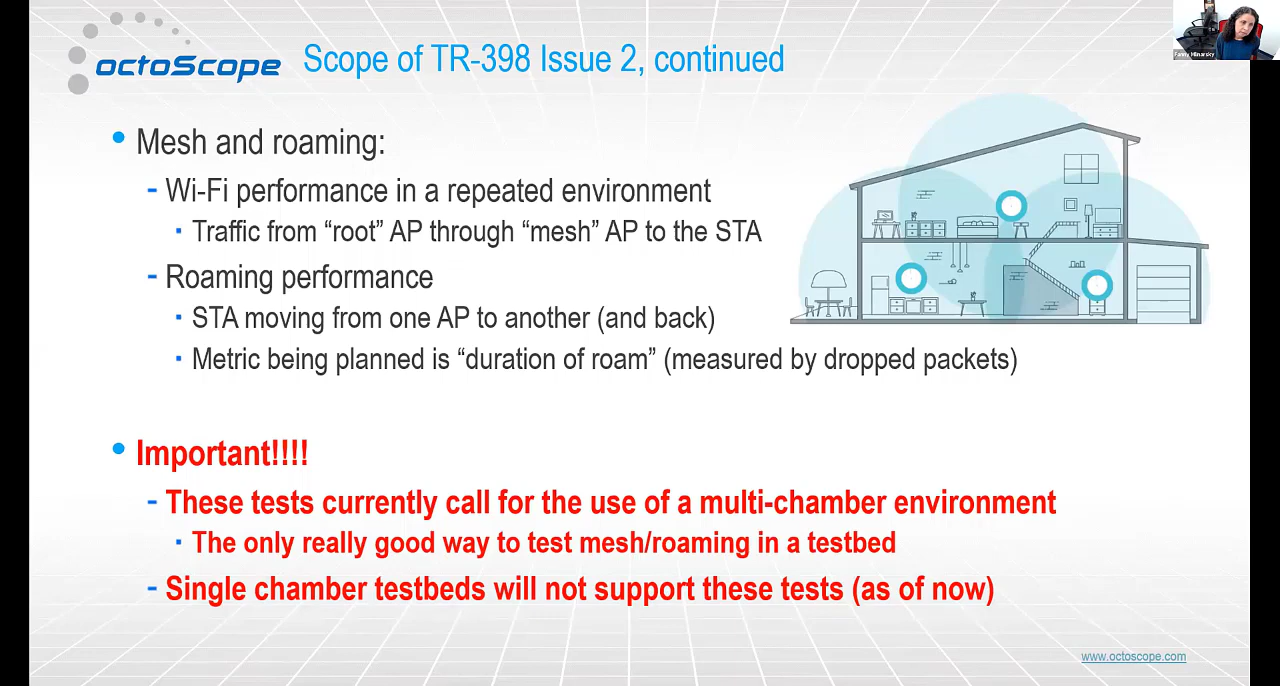 octoScope
Scope of TR-398 Issue 2, continued
Fanny Mlinarsky
• Mesh and roaming:
- Wi-Fi performance in a repeated environment
▪ Traffic from “root” AP through “mesh” AP to the STA
- Roaming performance
▪ STA moving from one AP to another (and back)
▪ Metric being planned is “duration of roam” (measured by dropped packets)
• Important!!!!
- These tests currently call for the use of a multi-chamber environment
▪ The only really good way to test mesh/roaming in a testbed
- Single chamber testbeds will not support these tests (as of now)
www.octoscope.com